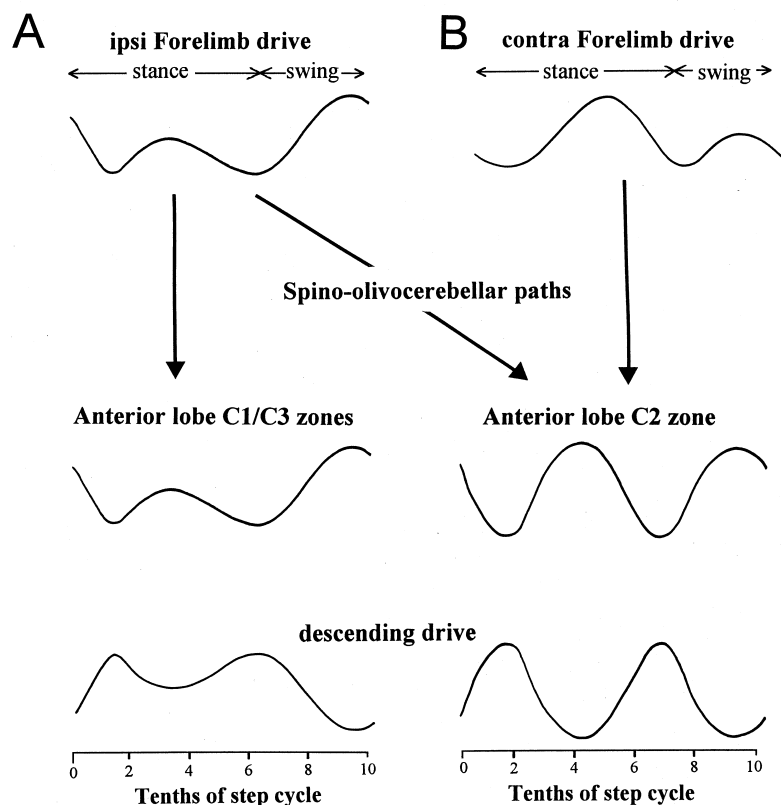 A
B
ipsi Forelimb drive
contra Forelimb drive
stance
swing
stance
swing
Spino-olivocerebellar paths
Anterior lobe C1/C3 zones
Anterior lobe C2 zone
descending drive
0 2 4 6 8 10
0 2 4 6 8 10
Tenths of step cycle
Tenths of step cycle